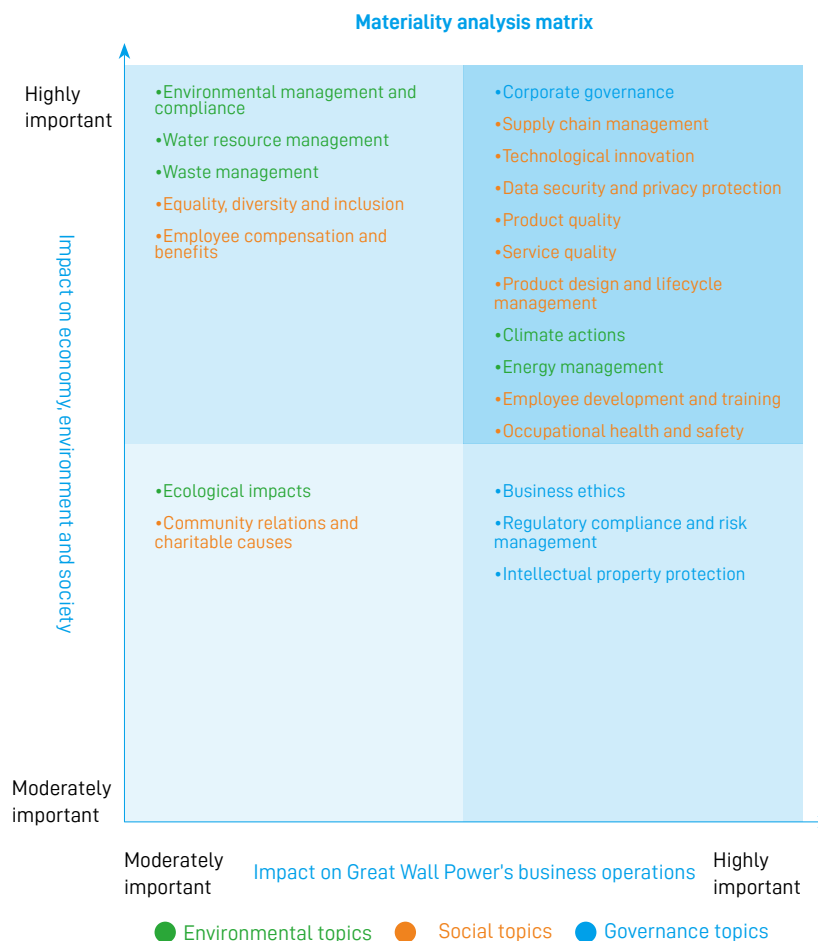 Materiality analysis matrix
Highly
important
•Environmental management and
compliance
•Water resource management
•Waste management
•Equality, diversity and inclusion
•Employee compensation and
benefits
•Corporate governance
•Supply chain management
•Technological innovation
•Data security and privacy protection
•Product quality
•Service quality
•Product design and lifecycle
management
•Climate actions
•Energy management
•Employee development and training
•Occupational health and safety
Impact on economy, environment and society
•Ecological impacts
•Community relations and
charitable causes
•Business ethics
•Regulatory compliance and risk
management
•Intellectual property protection
Moderately
important
Moderately
important
Impact on Great Wall Power's business operations
Highly
important
Environmental topics
Social topics
Governance topics